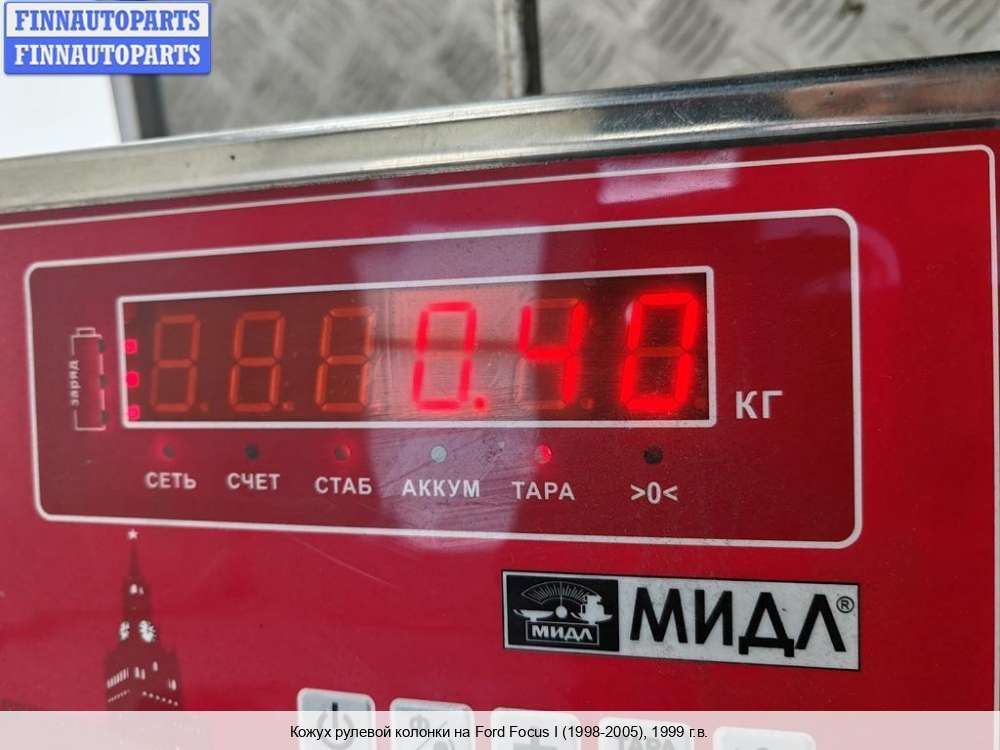 FINNAUTOPARTS
FINNAUTOPARTS
заряд
0.40
КГ
СЕТЬ
СЧЕТ
СТАБ
АККУМ
ТАРА
>0<
МИДЛ
МИДЛ®
ТАРА
Кожух рулевой колонки на Ford Focus I (1998-2005), 1999 г.в.